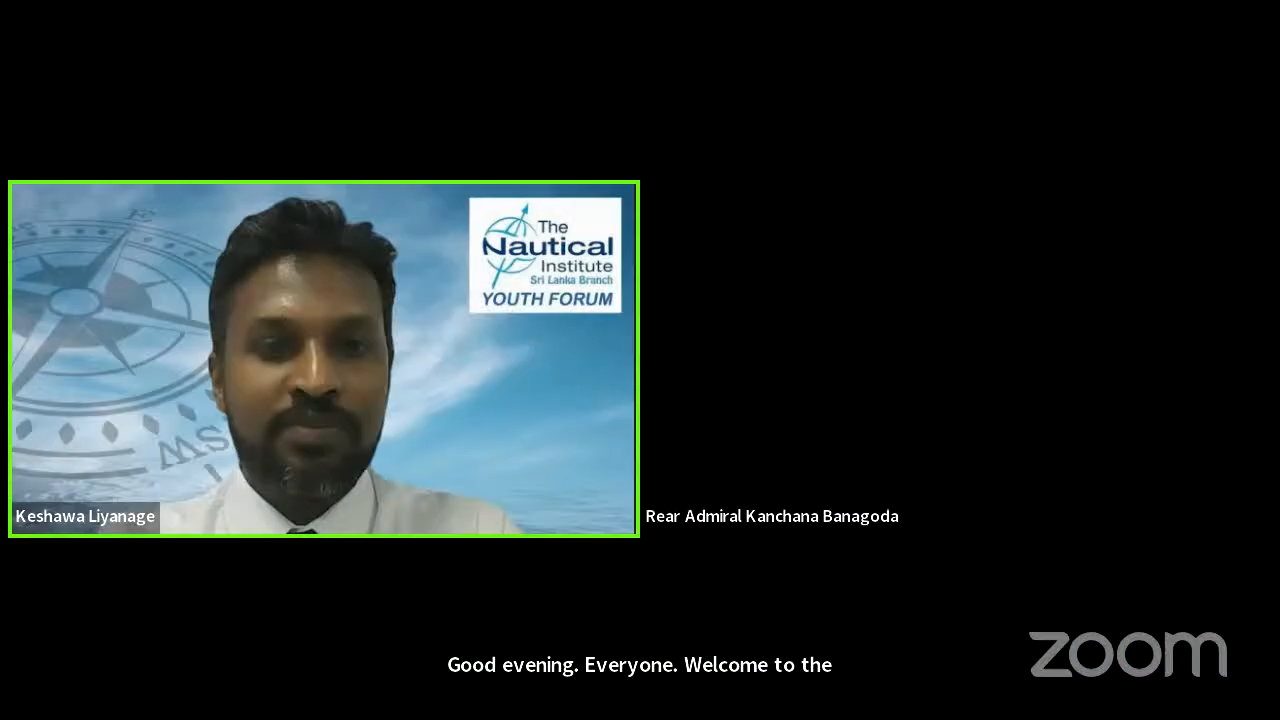 The
Nautical
Institute
Sri Lanka Branch
YOUTH FORUM
E
SW
Keshawa Liyanage
Rear Admiral Kanchana Banagoda
Good evening. Everyone. Welcome to the
zoom